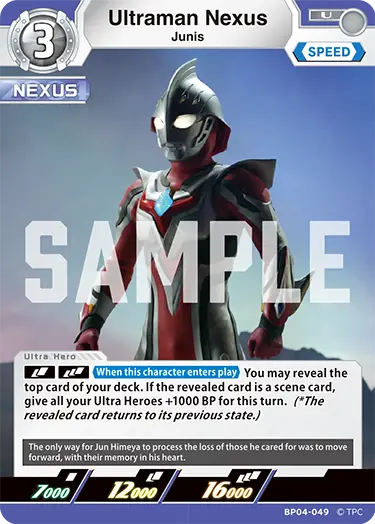 3
Ultraman Nexus
Junis
U
SPEED
NEXUS
SAMPLE
Ultra Hero
When this character enters play You may reveal the
top card of your deck. If the revealed card is a scene card,
give all your Ultra Heroes +1000 BP for this turn. (*The
revealed card returns to its previous state.)
The only way for Jun Himeya to process the loss of those he cared for was to move
forward, with their memory in his heart.
7000 12000 16000
BP04-049 © TPC